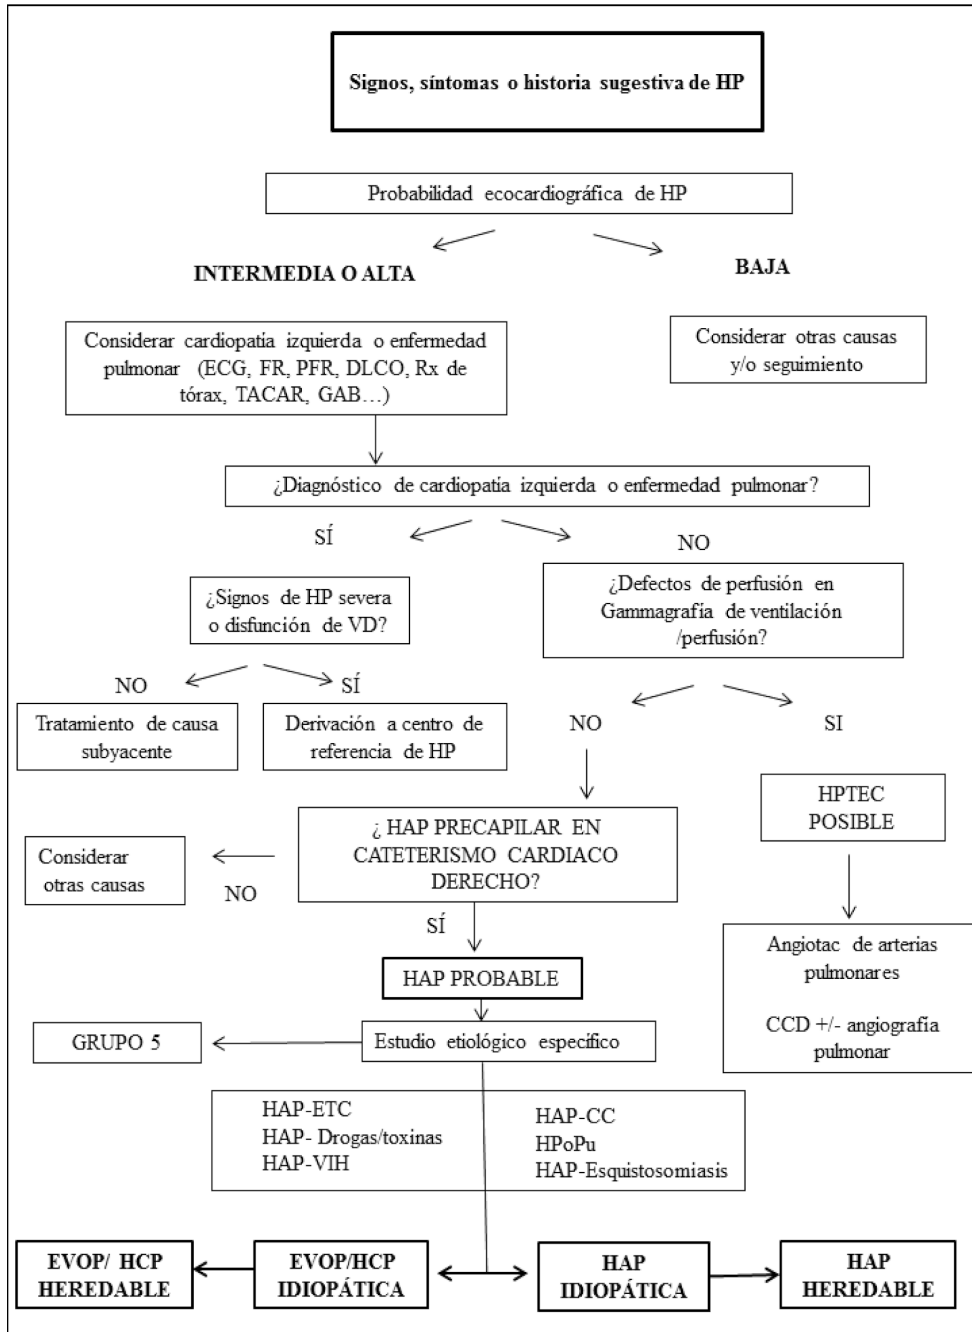 Signos, síntomas o historia sugestiva de HP
Probabilidad ecocardiográfica de HP
INTERMEDIA O ALTA
BAJA
Considerar cardiopatía izquierda o enfermedad
pulmonar (ECG, FR, PFR, DLCO, Rx de
tórax, TACAR, GAB…)
Considerar otras causas
y/o seguimiento
¿Diagnóstico de cardiopatía izquierda o enfermedad pulmonar?
SÍ
NO
¿Signos de HP severa
o disfunción de VD?
¿Defectos de perfusión en
Gammagrafía de ventilación
/perfusión?
NO
SÍ
Tratamiento de causa
subyacente
Derivación a centro de
referencia de HP
NO
SI
HPTEC
POSIBLE
¿ HAP PRECAPILAR EN
CATETERISMO CARDIACO
DERECHO?
Considerar
otras causas
NO
SÍ
Angiotac de arterias
pulmonares
CCD +/- angiografía
pulmonar
HAP PROBABLE
Estudio etiológico específico
GRUPO 5
HAP-ETC
HAP- Drogas/toxinas
HAP-VIH
HAP-CC
HPoPu
HAP-Esquistosomiasis
EVOP/ HCP
HEREDABLE
EVOP/HCP
IDIOPÁTICA
HAP
IDIOPÁTICA
HAP
HEREDABLE